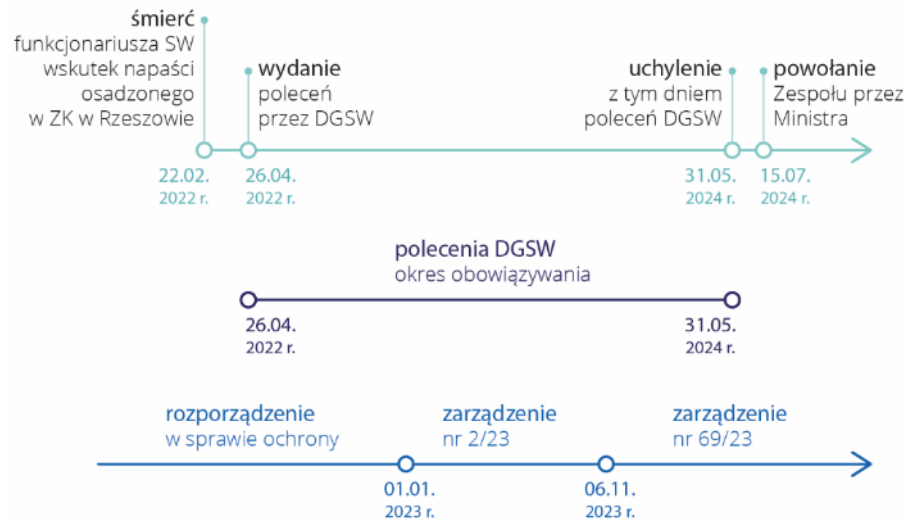 śmierć
funkcjonariusza SW
wskutek napaści
osadzonego
w ZK w Rzeszowie
wydanie
poleceń
przez DGSW
uchylenie
z tym dniem
poleceń DGSW
powołanie
Zespołu przez
Ministra
22.02.
2022 r.
26.04.
2022 r.
31.05.
2024 r.
15.07.
2024 r.
polecenia DGSW
okres obowiązywania
26.04.
2022 r.
31.05.
2024 r.
rozporządzenie
w sprawie ochrony
zarządzenie
nr 2/23
zarządzenie
nr 69/23
01.01.
2023 r.
06.11.
2023 r.